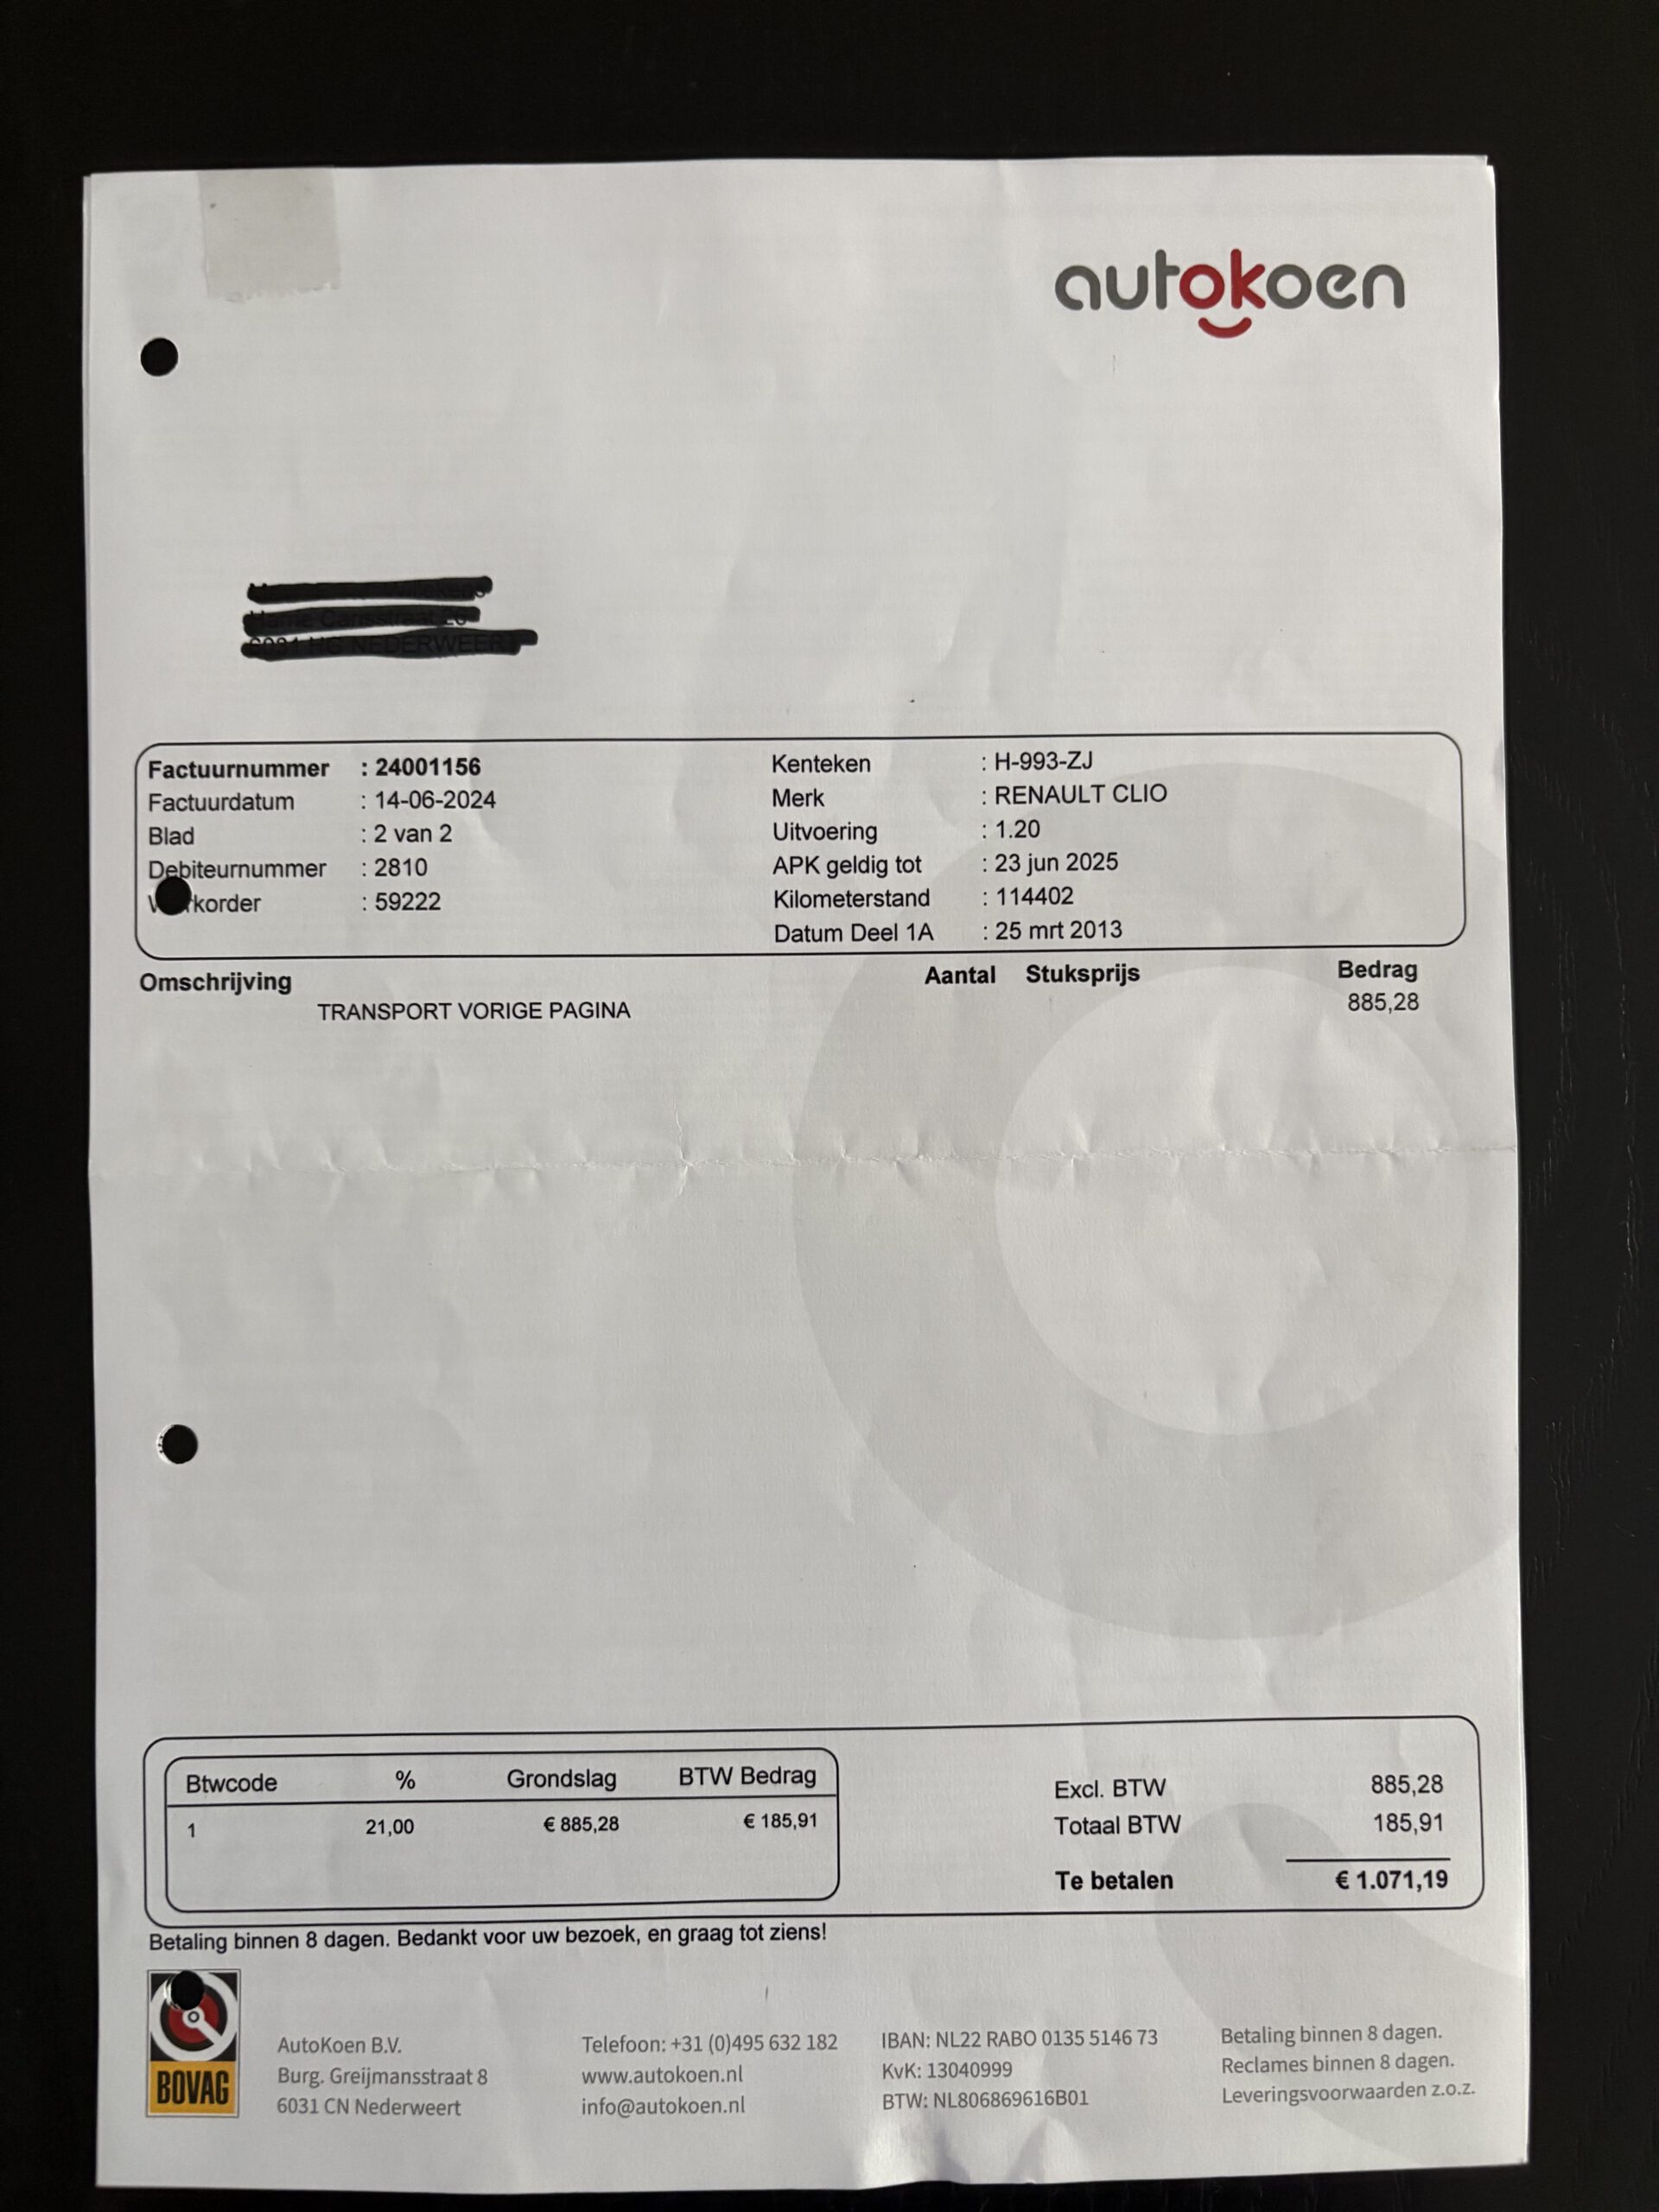 autokoen
Factuurnummer : 24001156
Factuurdatum : 14-06-2024
Blad : 2 van 2
Debiteurnummer : 2810
korder : 59222
Kenteken : H-993-ZJ
Merk : RENAULT CLIO
Uitvoering : 1.20
APK geldig tot : 23 jun 2025
Kilometerstand : 114402
Datum Deel 1A : 25 mrt 2013
Omschrijving Aantal Stuksprijs Bedrag
TRANSPORT VORIGE PAGINA 885,28
Btwcode % Grondslag BTW Bedrag
1 21,00 € 885,28 € 185,91
Excl. BTW 885,28
Totaal BTW 185,91
Te betalen € 1.071,19
Betaling binnen 8 dagen. Bedankt voor uw bezoek, en graag tot ziens!
BOVAG
AutoKoen B.V.
Burg. Greijmansstraat 8
6031 CN Nederweert
Telefoon: +31 (0)495 632 182
www.autokoen.nl
info@autokoen.nl
IBAN: NL22 RABO 0135 5146 73
KvK: 13040999
BTW: NL806869616B01
Betaling binnen 8 dagen.
Reclames binnen 8 dagen.
Leveringsvoorwaarden z.o.z.